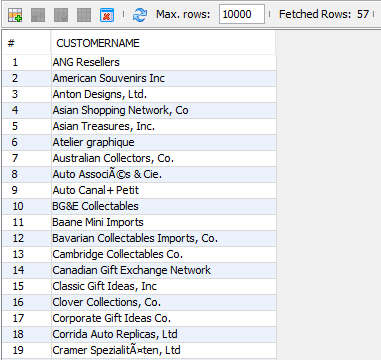 Max. rows: 10000 Fetched Rows: 57
# CUSTOMERNAME
1 ANG Resellers
2 American Souvenirs Inc
3 Anton Designs, Ltd.
4 Asian Shopping Network, Co
5 Asian Treasures, Inc.
6 Atelier graphique
7 Australian Collectors, Co.
8 Auto AssociÃ©s & Cie.
9 Auto Canal+ Petit
10 BG&E Collectables
11 Baane Mini Imports
12 Bavarian Collectables Imports, Co.
13 Cambridge Collectables Co.
14 Canadian Gift Exchange Network
15 Classic Gift Ideas, Inc
16 Clover Collections, Co.
17 Corporate Gift Ideas Co.
18 Corrida Auto Replicas, Ltd
19 Cramer SpezialitÃ¤ten, Ltd